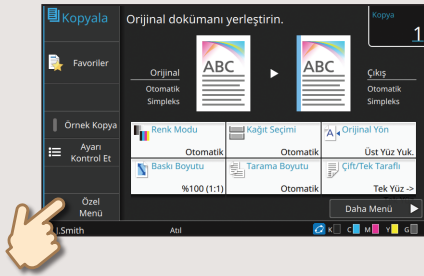 Kopyala
Orijinal dokümanı yerleştirin.
Kopya
1
Favoriler
ABC
ABC
Orijinal
Çıkış
Otomatik
Simpleks
Otomatik
Simpleks
Örnek Kopya
Ayarı
Kontrol Et
Renk Modu
Otomatik
Kağıt Seçimi
Otomatik
Orijinal Yön
Üst Yüz Yuk.
Baskı Boyutu
%100 (1:1)
Tarama Boyutu
Otomatik
Çift/Tek Taraflı
Tek Yüz ->
Özel
Menü
Daha Menü
.Smith
Atıl
K C M Y G